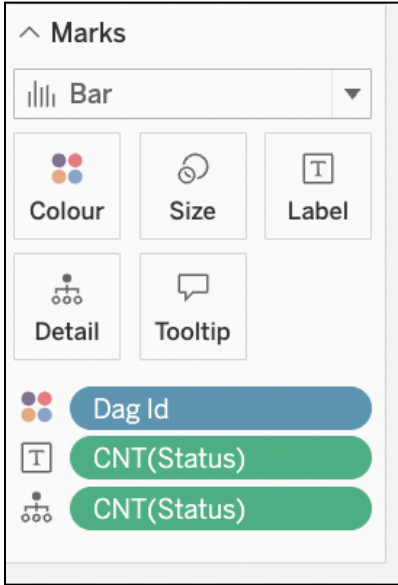 Marks
Bar
Colour Size Label
Detail Tooltip
Dag Id
T CNT(Status)
CNT(Status)